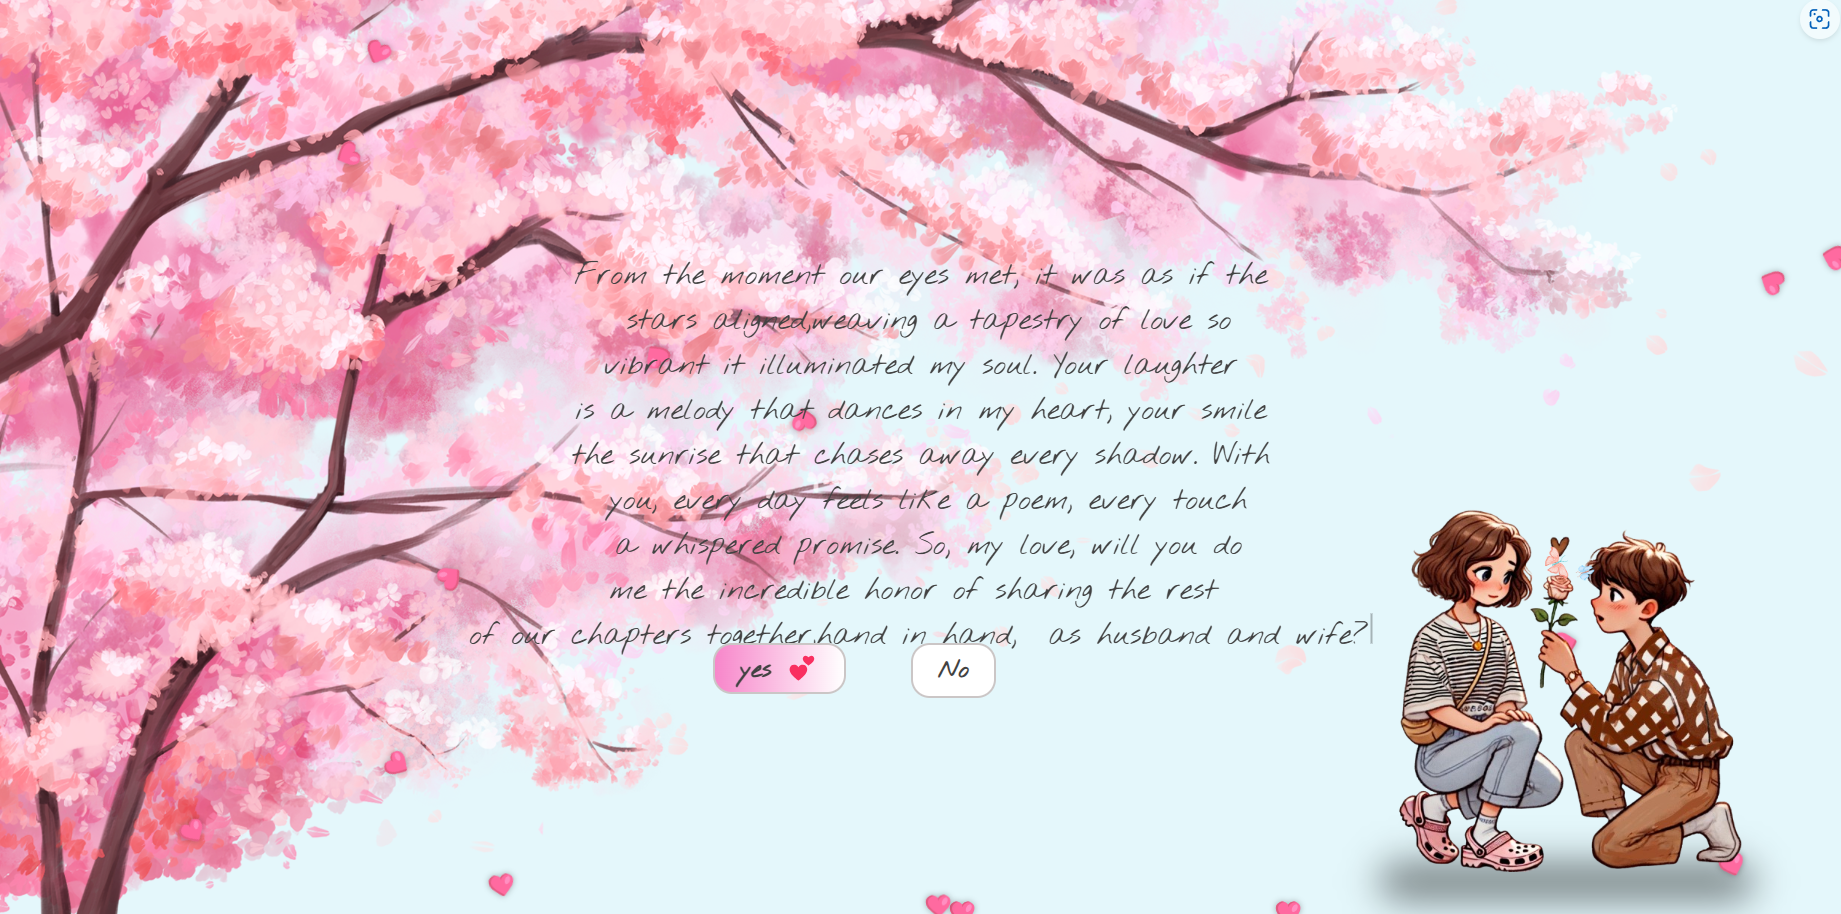 From the moment our eyes met, it was as if the
stars aligned,weaving a tapestry of love so
vibrant it illuminated my soul. Your laughter
is a melody that dances in my heart, your smile
the sunrise that chases away every shadow. With
you, every day feels like a poem, every touch
a whispered promise. So, my love, will you do
me the incredible honor of sharing the rest
of our chapters together,hand in hand,  as husband and wife?
yes 💕
No